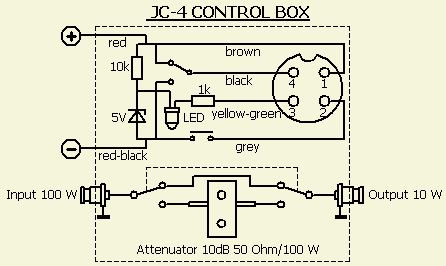 JC-4 CONTROL BOX
+
red
brown
10k
black
4 1
1k
3 2
5V
LED
yellow-green
−
red-black
grey
Input 100 W
Output 10 W
Attenuator 10dB 50 Ohm/100 W